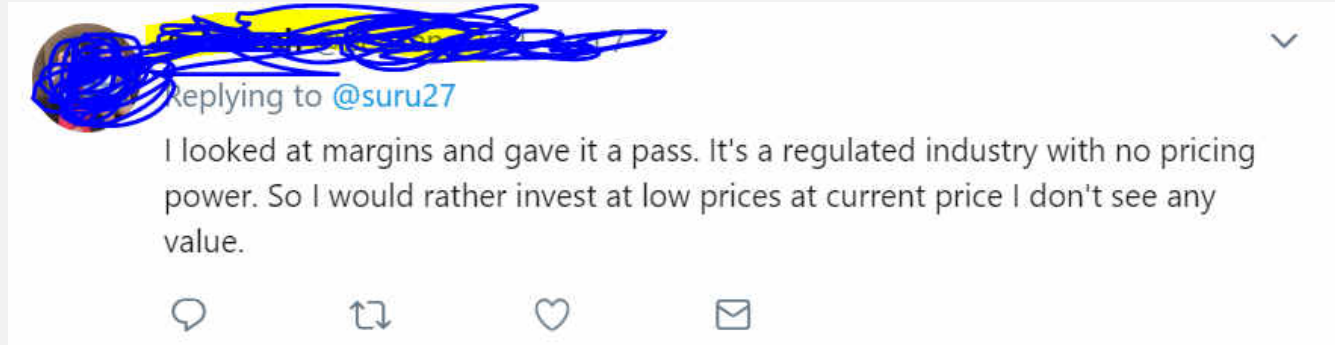 Replying to @suru27
I looked at margins and gave it a pass. It's a regulated industry with no pricing
power. So I would rather invest at low prices at current price I don't see any
value.